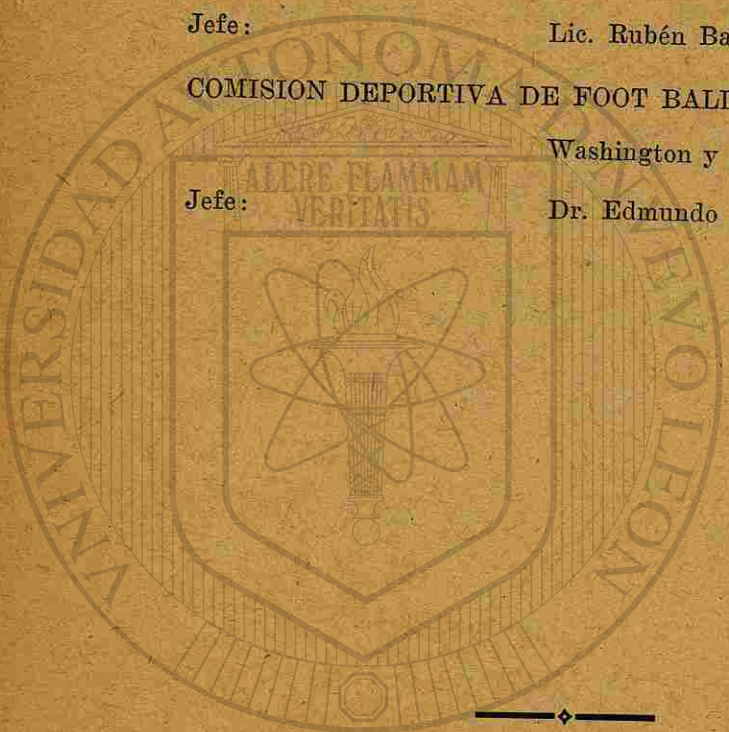 Jefe: Lic. Rubén Ba
COMISION DEPORTIVA DE FOOT BALL
Washington y
Jefe: Dr. Edmundo
UNIVERSIDAD AUTONOMA DE NUEVO LEON
ALERE FLAMMAM
VERITATIS